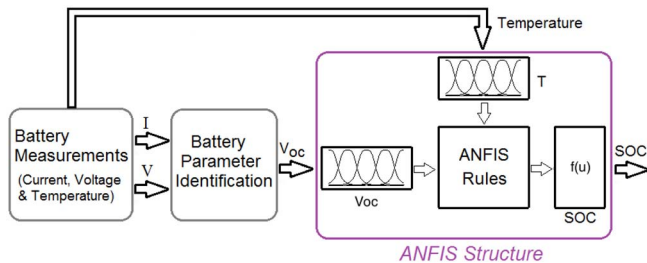 Temperature
T
Battery
Measurements
(Current, Voltage
& Temperature)
I
V
Battery
Parameter
Identification
Voc
Voc
ANFIS
Rules
f(u)
SOC
SOC
ANFIS Structure